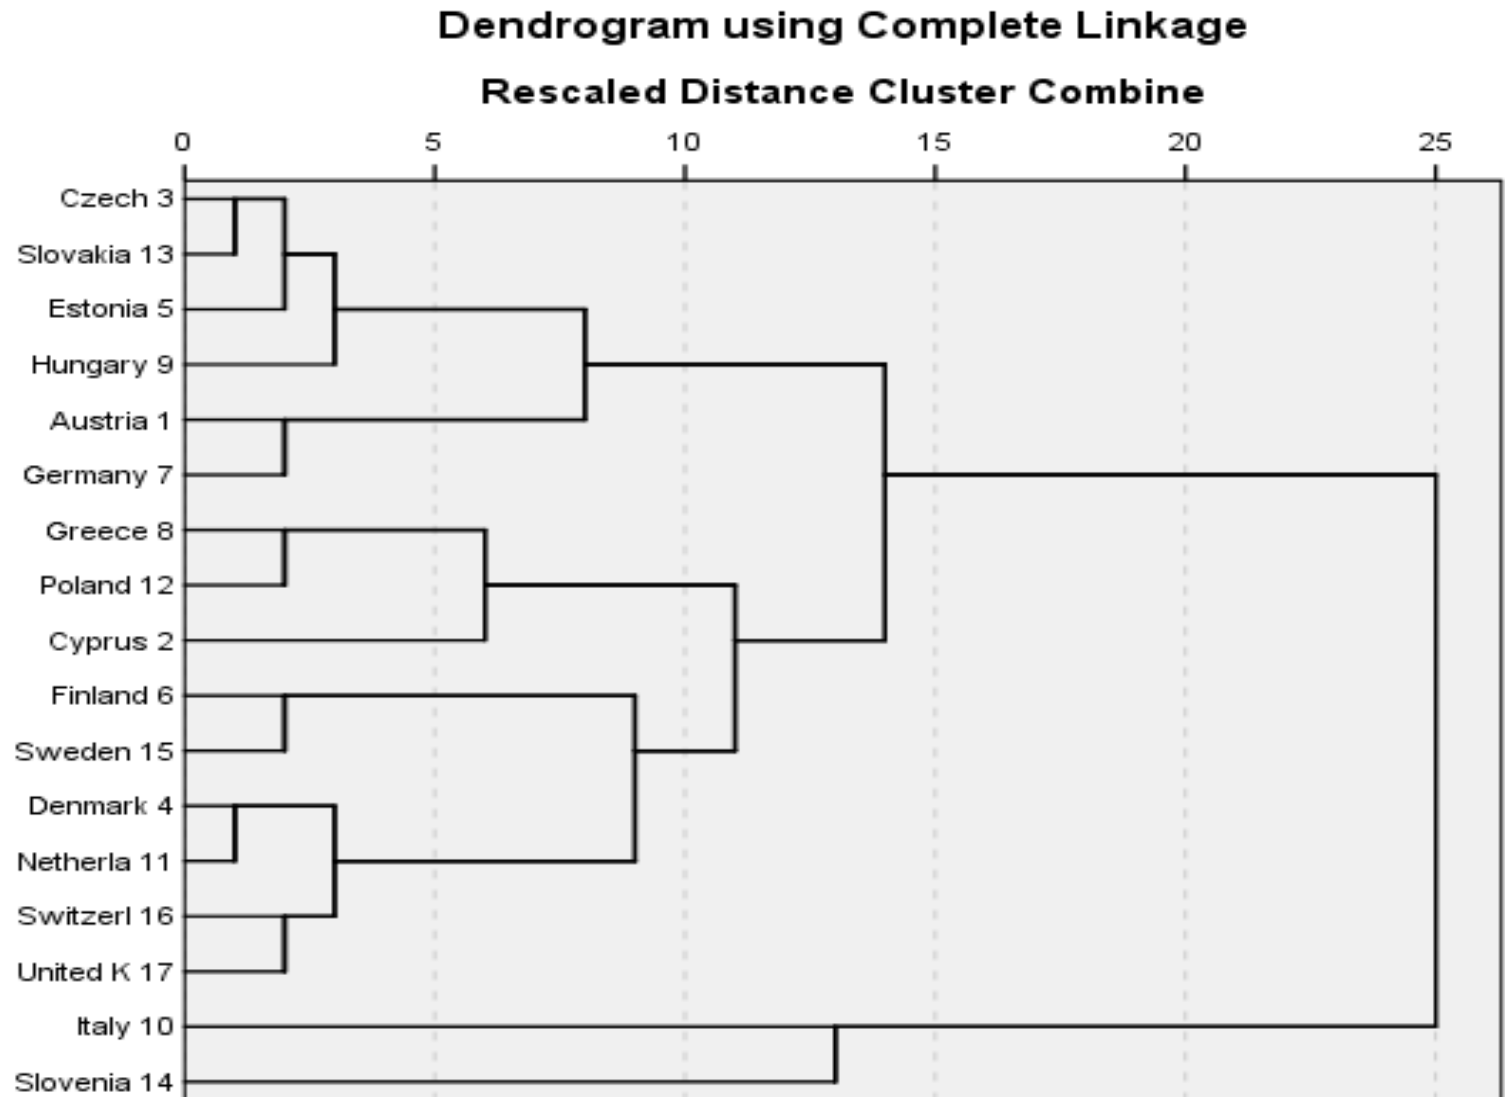 Dendrogram using Complete Linkage
Rescaled Distance Cluster Combine
0 5 10 15 20 25
Czech 3
Slovakia 13
Estonia 5
Hungary 9
Austria 1
Germany 7
Greece 8
Poland 12
Cyprus 2
Finland 6
Sweden 15
Denmark 4
Netherla 11
Switzerl 16
United K 17
Italy 10
Slovenia 14